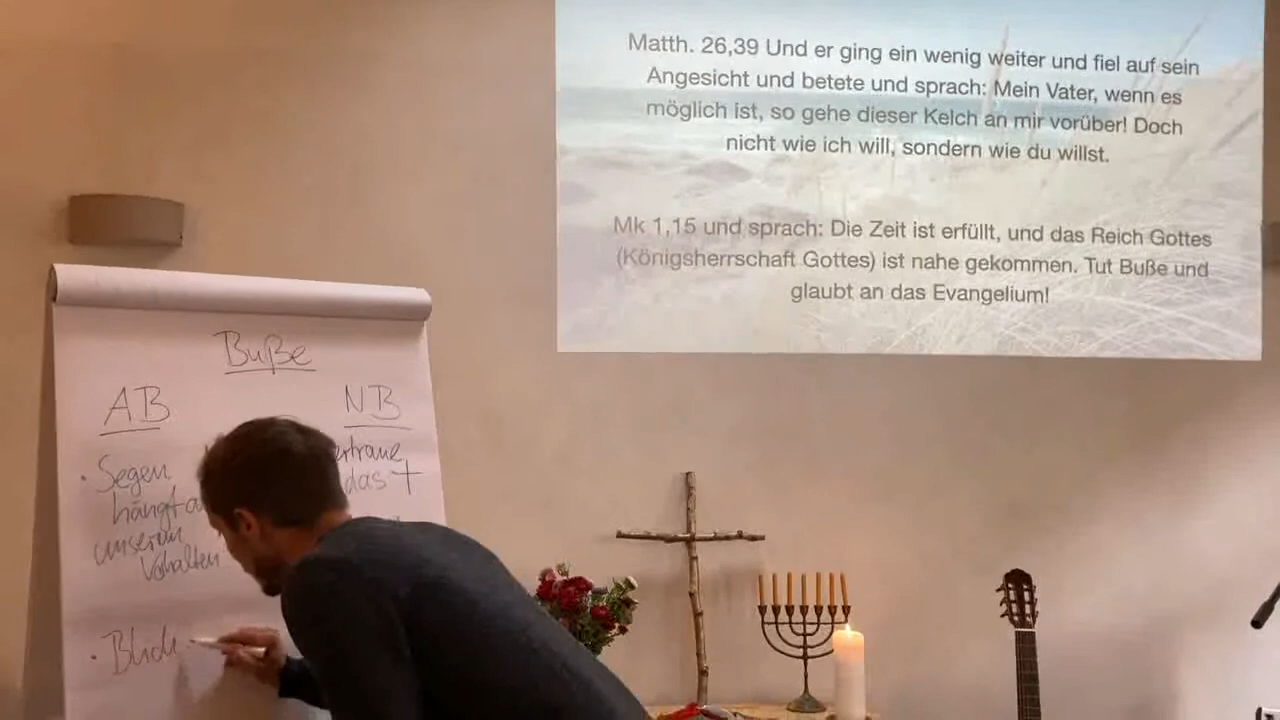 Matth. 26,39 Und er ging ein wenig weiter und fiel auf sein
Angesicht und betete und sprach: Mein Vater, wenn es
möglich ist, so gehe dieser Kelch an mir vorüber! Doch
nicht wie ich will, sondern wie du willst.
Mk 1,15 und sprach: Die Zeit ist erfüllt, und das Reich Gottes
(Königsherrschaft Gottes) ist nahe gekommen. Tut Buße und
glaubt an das Evangelium!
Buße
AB
• Segen
hängt a
unserem
Verhalten
• Blick
NB
ertraue
das